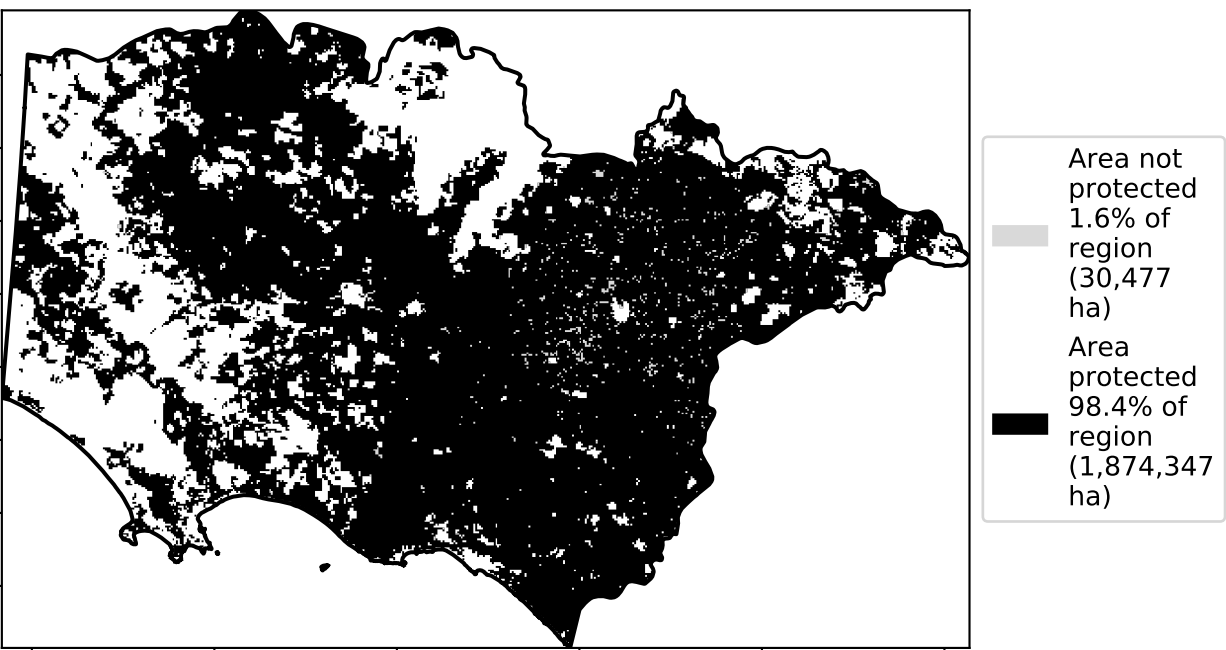 Area not
protected
1.6% of
region
(30,477
ha)
Area
protected
98.4% of
region
(1,874,347
ha)